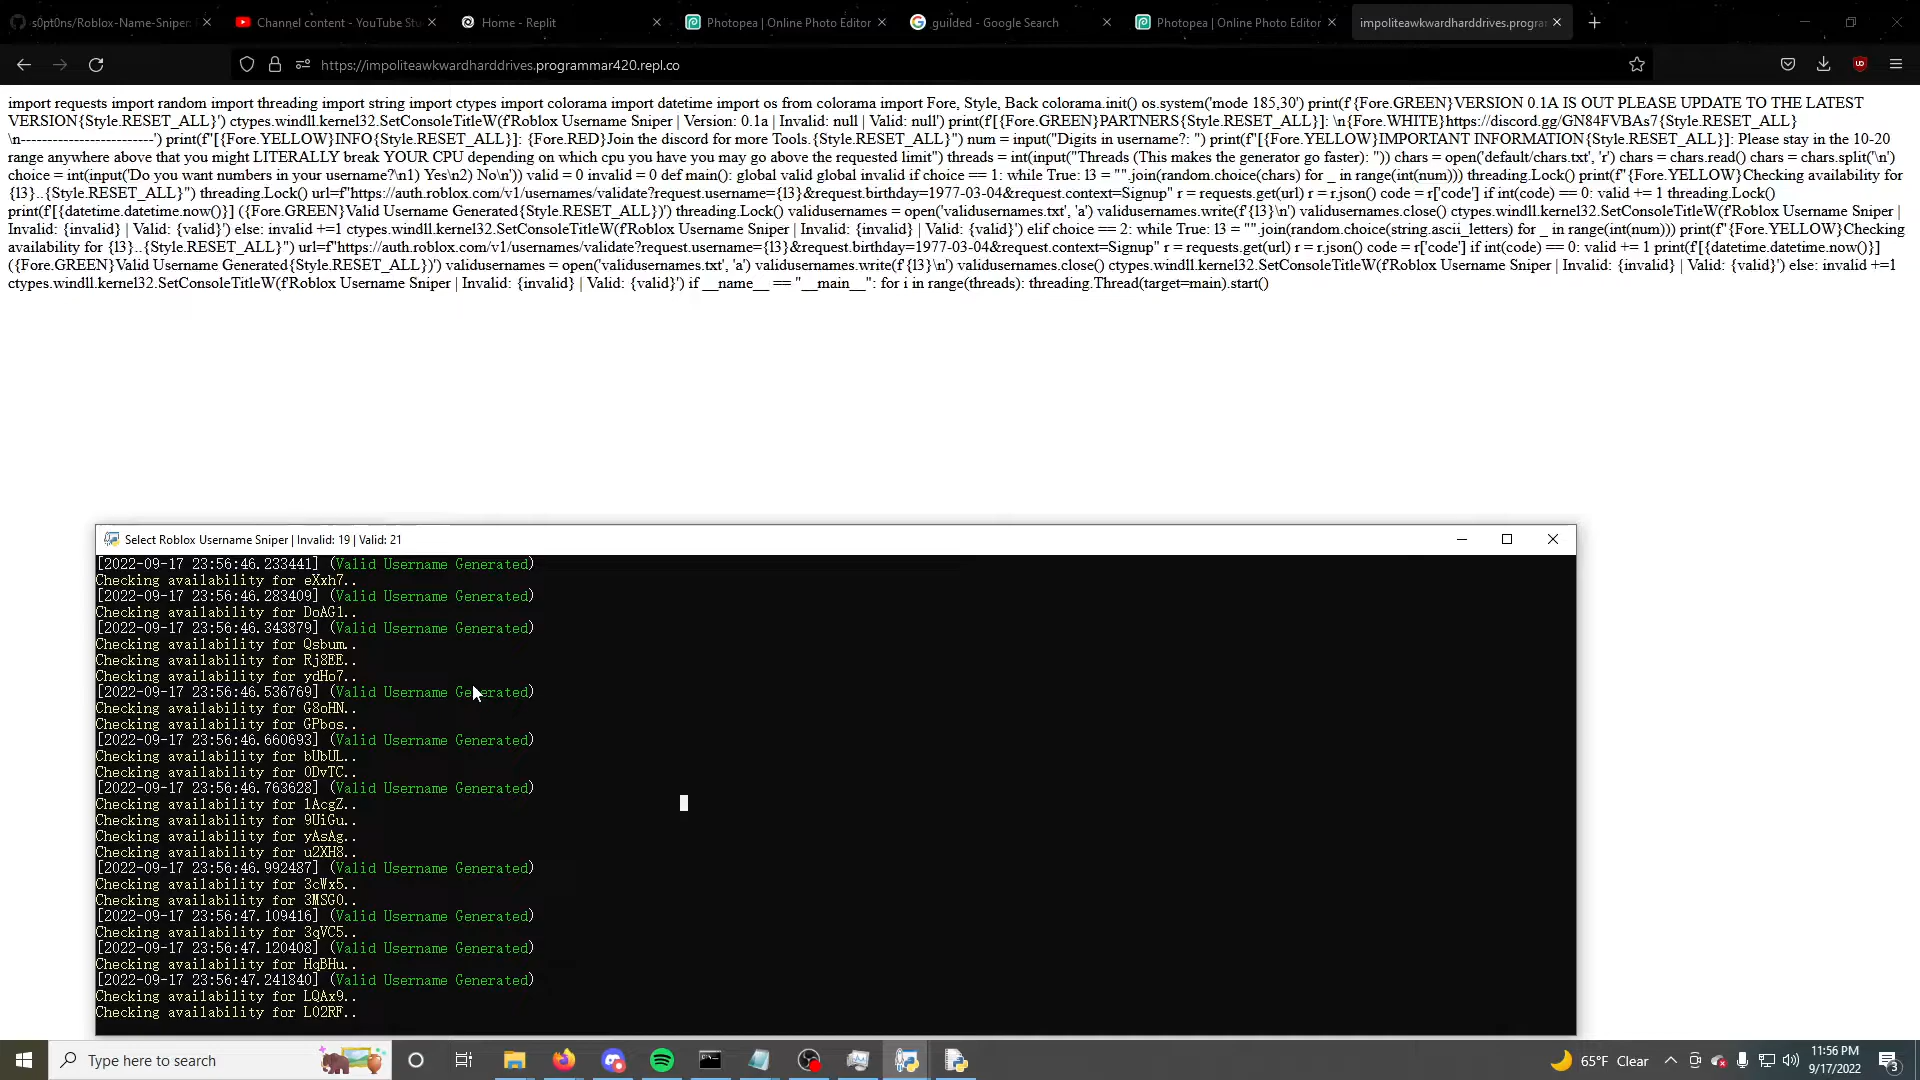 s0pt0ns/Roblox-Name-Sniper:
Channel content - YouTube Stu
Home - Replit
Photopea | Online Photo Editor
guilded - Google Search
Photopea | Online Photo Editor
impoliteawkwardharddrives.progra
https://impoliteawkwardharddrives.programmar420.repl.co
import requests import random import threading import string import ctypes import colorama import datetime import os from colorama import Fore, Style, Back colorama.init() os.system('mode 185,30') print(f'{Fore.GREEN}VERSION 0.1A IS OUT PLEASE UPDATE TO THE LATEST
VERSION{Style.RESET_ALL}') ctypes.windll.kernel32.SetConsoleTitleW(f'Roblox Username Sniper | Version: 0.1a | Invalid: null | Valid: null') print(f'[{Fore.GREEN}PARTNERS{Style.RESET_ALL}]: \n{Fore.WHITE}https://discord.gg/GN84FVBAs7{Style.RESET_ALL}
\n-------------------------') print(f"[{Fore.YELLOW}INFO{Style.RESET_ALL}]: {Fore.RED}Join the discord for more Tools.{Style.RESET_ALL}") num = input("Digits in username?: ") print(f"[{Fore.YELLOW}IMPORTANT INFORMATION{Style.RESET_ALL}]: Please stay in the 10-20
range anywhere above that you might LITERALLY break YOUR CPU depending on which cpu you have you may go above the requested limit") threads = int(input("Threads (This makes the generator go faster): ")) chars = open('default/chars.txt', 'r') chars = chars.read() chars = chars.split('\n')
choice = int(input('Do you want numbers in your username?\n1) Yes\n2) No\n')) valid = 0 invalid = 0 def main(): global valid global invalid if choice == 1: while True: l3 = "".join(random.choice(chars) for _ in range(int(num))) threading.Lock() print(f"{Fore.YELLOW}Checking availability for
{l3}..{Style.RESET_ALL}") threading.Lock() url=f"https://auth.roblox.com/v1/usernames/validate?request.username={l3}&request.birthday=1977-03-04&request.context=Signup" r = requests.get(url) r = r.json() code = r['code'] if int(code) == 0: valid += 1 threading.Lock()
print(f'[{datetime.datetime.now()}] ({Fore.GREEN}Valid Username Generated{Style.RESET_ALL})') threading.Lock() validusernames = open('validusernames.txt', 'a') validusernames.write(f'{l3}\n') validusernames.close() ctypes.windll.kernel32.SetConsoleTitleW(f'Roblox Username Sniper |
Invalid: {invalid} | Valid: {valid}') else: invalid +=1 ctypes.windll.kernel32.SetConsoleTitleW(f'Roblox Username Sniper | Invalid: {invalid} | Valid: {valid}') elif choice == 2: while True: l3 = "".join(random.choice(string.ascii_letters) for _ in range(int(num))) print(f"{Fore.YELLOW}Checking
availability for {l3}..{Style.RESET_ALL}") url=f"https://auth.roblox.com/v1/usernames/validate?request.username={l3}&request.birthday=1977-03-04&request.context=Signup" r = requests.get(url) r = r.json() code = r['code'] if int(code) == 0: valid += 1 print(f'[{datetime.datetime.now()}]
({Fore.GREEN}Valid Username Generated{Style.RESET_ALL})') validusernames = open('validusernames.txt', 'a') validusernames.write(f'{l3}\n') validusernames.close() ctypes.windll.kernel32.SetConsoleTitleW(f'Roblox Username Sniper | Invalid: {invalid} | Valid: {valid}') else: invalid +=1
ctypes.windll.kernel32.SetConsoleTitleW(f'Roblox Username Sniper | Invalid: {invalid} | Valid: {valid}') if __name__ == "__main__": for i in range(threads): threading.Thread(target=main).start()
Select Roblox Username Sniper | Invalid: 19 | Valid: 21
[2022-09-17 23:56:46.233441] (Valid Username Generated)
Checking availability for eXxh7..
[2022-09-17 23:56:46.283409] (Valid Username Generated)
Checking availability for DoAG1..
[2022-09-17 23:56:46.343879] (Valid Username Generated)
Checking availability for Qsbum..
Checking availability for Rj8EE..
Checking availability for ydHo7..
[2022-09-17 23:56:46.536769] (Valid Username Generated)
Checking availability for G8oHN..
Checking availability for GPbos..
[2022-09-17 23:56:46.660693] (Valid Username Generated)
Checking availability for bUbUL..
Checking availability for 0DvTC..
[2022-09-17 23:56:46.763628] (Valid Username Generated)
Checking availability for lAcgZ..
Checking availability for 9UiGu..
Checking availability for yAsAg..
Checking availability for u2XH8..
[2022-09-17 23:56:46.992487] (Valid Username Generated)
Checking availability for 3cWx5..
Checking availability for 3MSG0..
[2022-09-17 23:56:47.109416] (Valid Username Generated)
Checking availability for 3qVC5..
[2022-09-17 23:56:47.120408] (Valid Username Generated)
Checking availability for HqBHu..
[2022-09-17 23:56:47.241840] (Valid Username Generated)
Checking availability for LQAx9..
Checking availability for L02RF..
Type here to search
65°F Clear
11:56 PM
9/17/2022
3